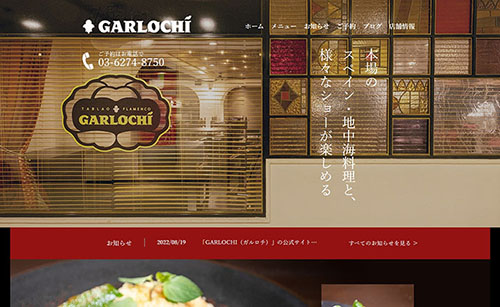 GARLOCHÍ
ホーム メニュー お知らせ ご予約 ブログ 店舗情報
ご予約はお電話で
03-6274-8750
TABLAO FLAMENCO
GARLOCHÍ
本場の
スペイン・地中海料理と、
様々なショーが楽しめる
お知らせ 2022/08/19 「GARLOCHI（ガルロチ）」の公式サイト… すべてのお知らせを見る >